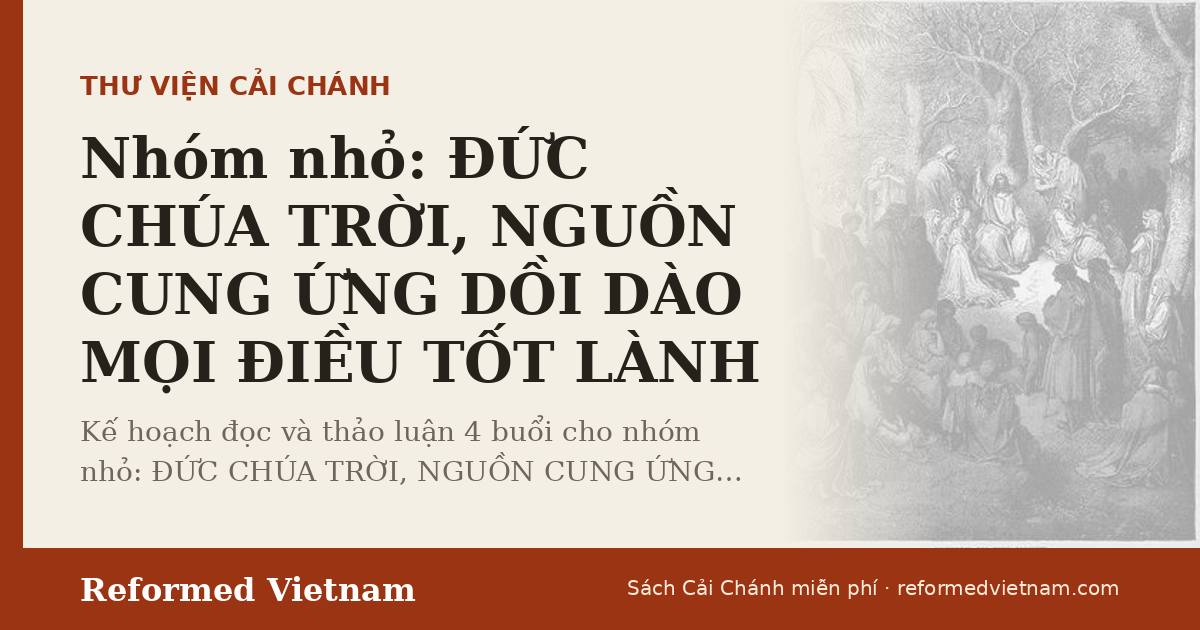 THƯ VIỆN CẢI CHÁNH
Nhóm nhỏ: ĐỨC
CHÚA TRỜI, NGUỒN
CUNG ỨNG DỒI DÀO
MỌI ĐIỀU TỐT LÀNH
Kế hoạch đọc và thảo luận 4 buổi cho nhóm
nhỏ: ĐỨC CHÚA TRỜI, NGUỒN CUNG ỨNG...
Reformed Vietnam
Sách Cải Chánh miễn phí · reformedvietnam.com